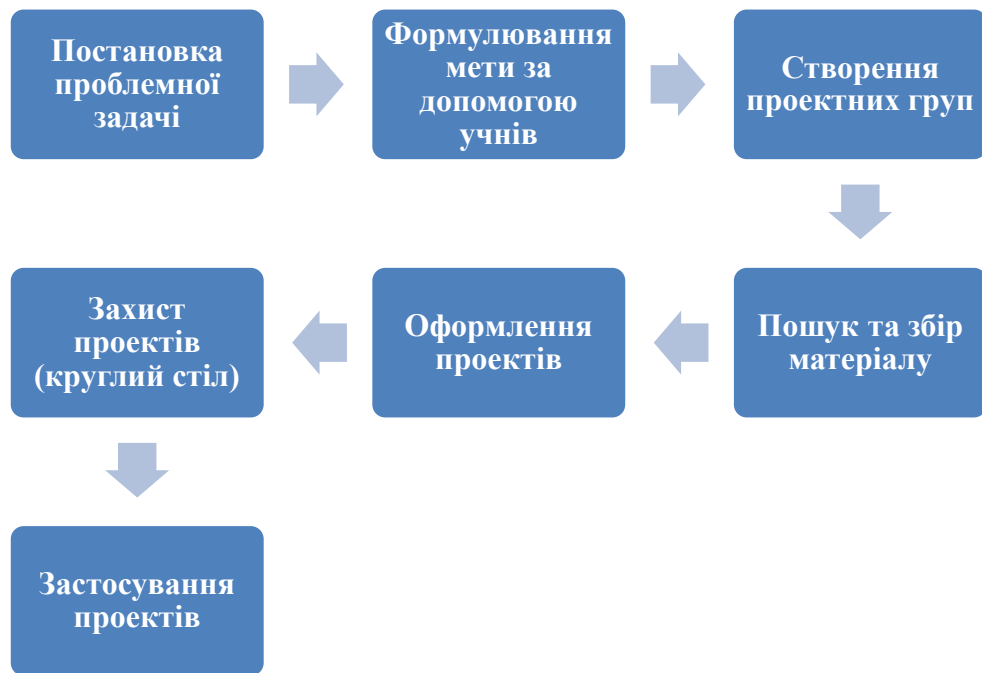 Постановка
проблемної
задачі
Формулювання
мети за
допомогою
учнів
Створення
проектних груп
Пошук та збір
матеріалу
Оформлення
проектів
Захист
проектів
(круглий стіл)
Застосування
проектів